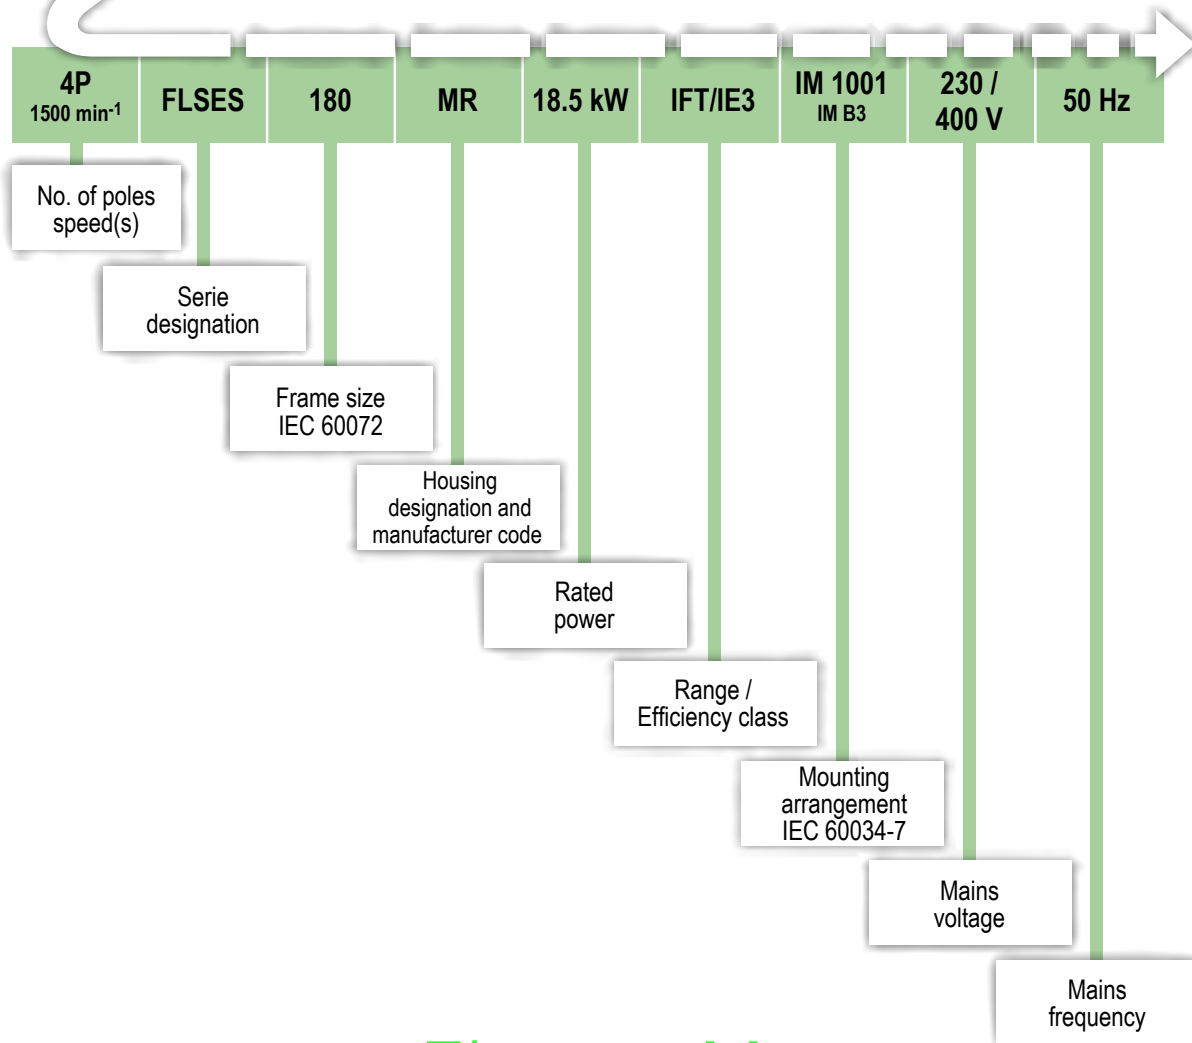 4P
1500 min-1
FLSES
180
MR
18.5 kW
IFT/IE3
IM 1001
IM B3
230 /
400 V
50 Hz
No. of poles
speed(s)
Serie
designation
Frame size
IEC 60072
Housing
designation and
manufacturer code
Rated
power
Range /
Efficiency class
Mounting
arrangement
IEC 60034-7
Mains
voltage
Mains
frequency